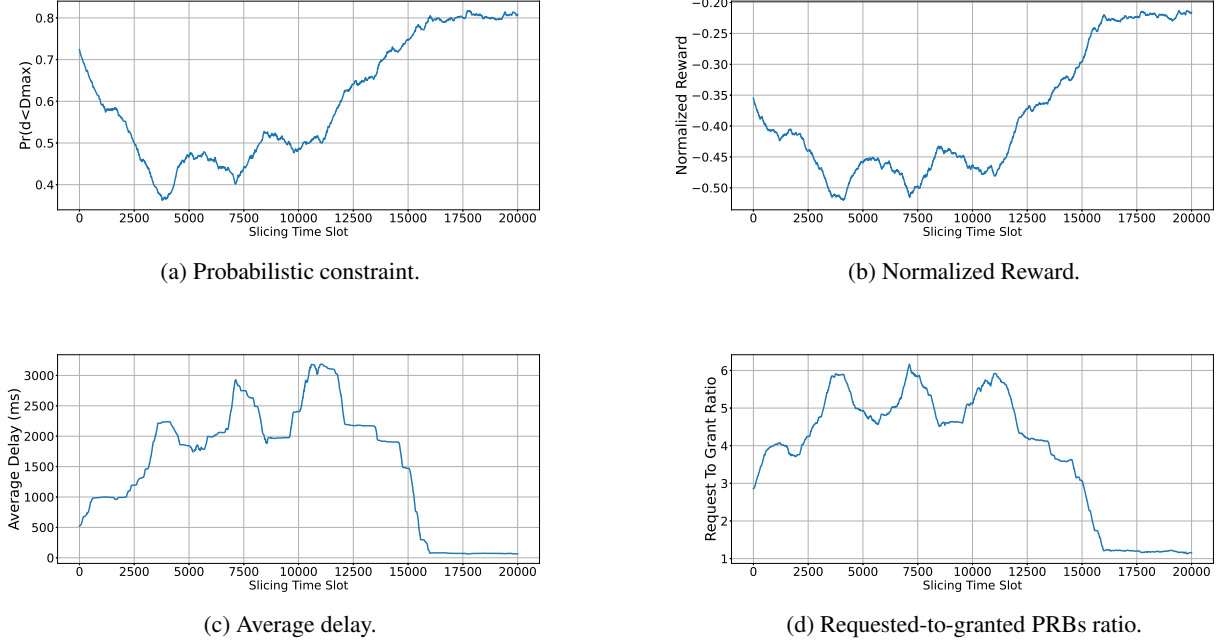 0.8
0.7
0.6
0.5
0.4
Pr(d<Dmax)
0 2500 5000 7500 10000 12500 15000 17500 20000
Slicing Time Slot
(a) Probabilistic constraint.
−0.20
−0.25
−0.30
−0.35
−0.40
−0.45
−0.50
Normalized Reward
0 2500 5000 7500 10000 12500 15000 17500 20000
Slicing Time Slot
(b) Normalized Reward.
3000
2500
2000
1500
1000
500
0
Average Delay (ms)
0 2500 5000 7500 10000 12500 15000 17500 20000
Slicing Time Slot
(c) Average delay.
6
5
4
3
2
1
Request To Grant Ratio
0 2500 5000 7500 10000 12500 15000 17500 20000
Slicing Time Slot
(d) Requested-to-granted PRBs ratio.